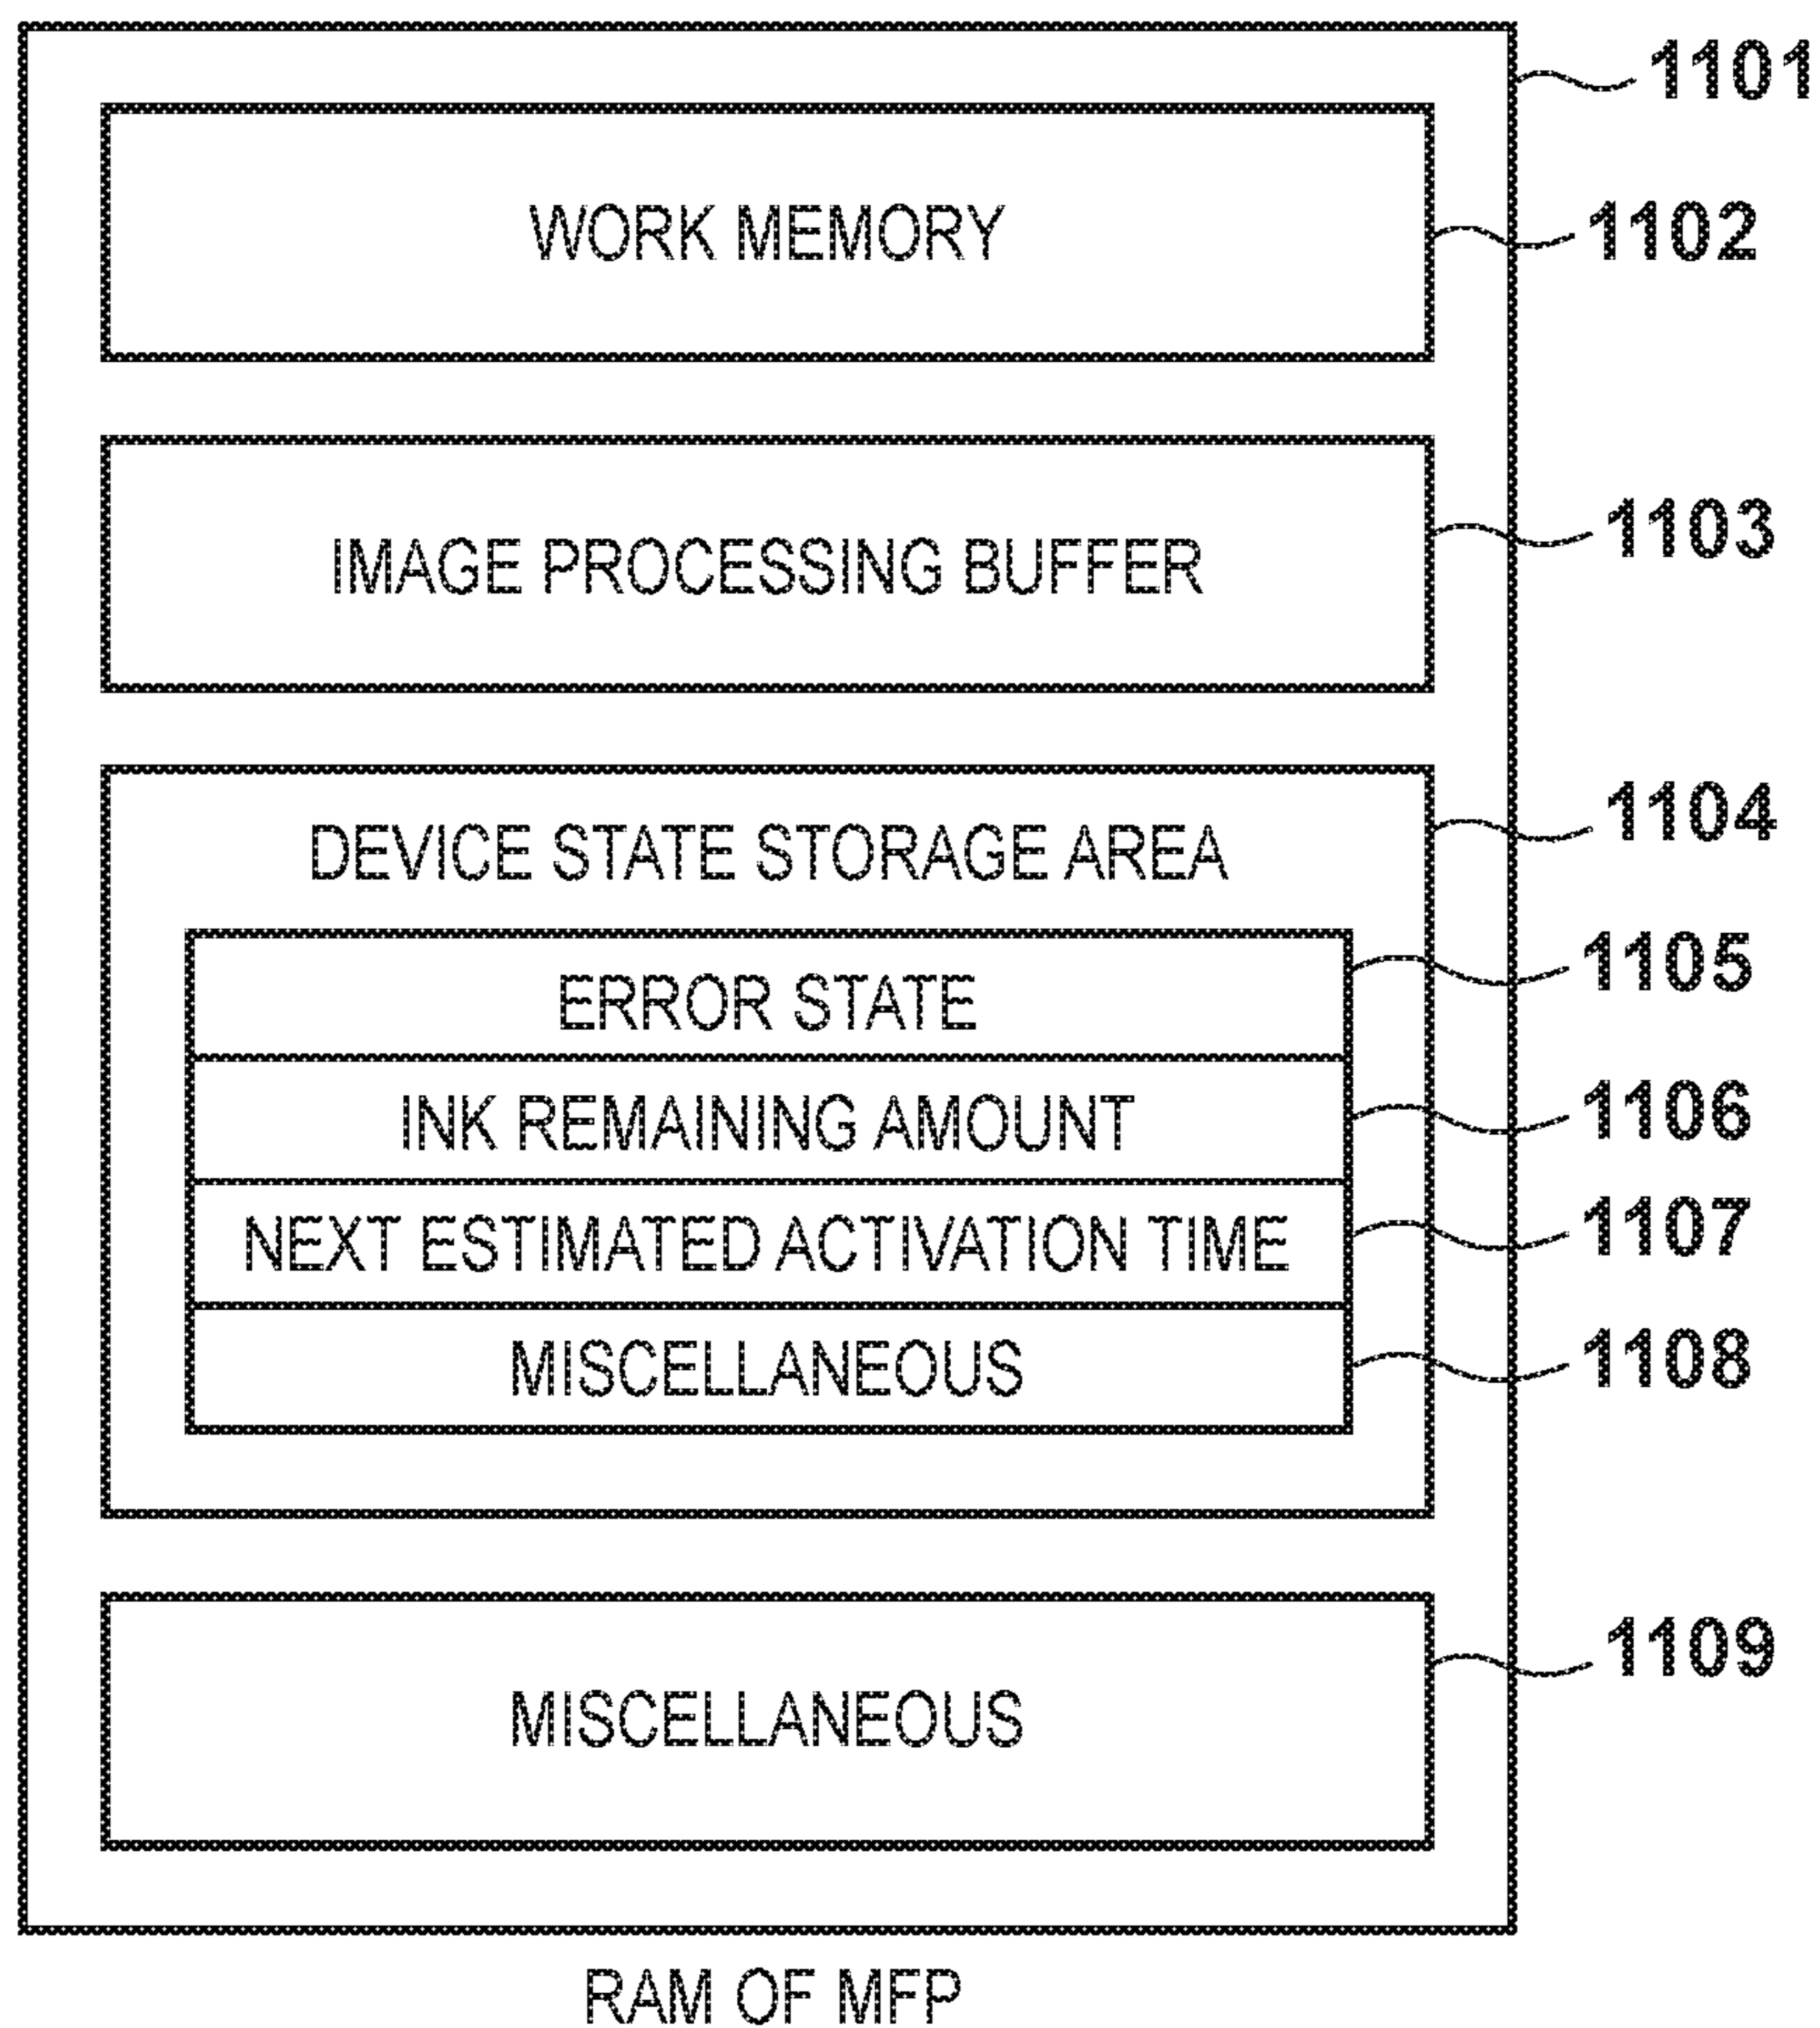 1101
WORK MEMORY 1102
IMAGE PROCESSING BUFFER 1103
DEVICE STATE STORAGE AREA 1104
ERROR STATE 1105
INK REMAINING AMOUNT 1106
NEXT ESTIMATED ACTIVATION TIME 1107
MISCELLANEOUS 1108
MISCELLANEOUS 1109
RAM OF MFP